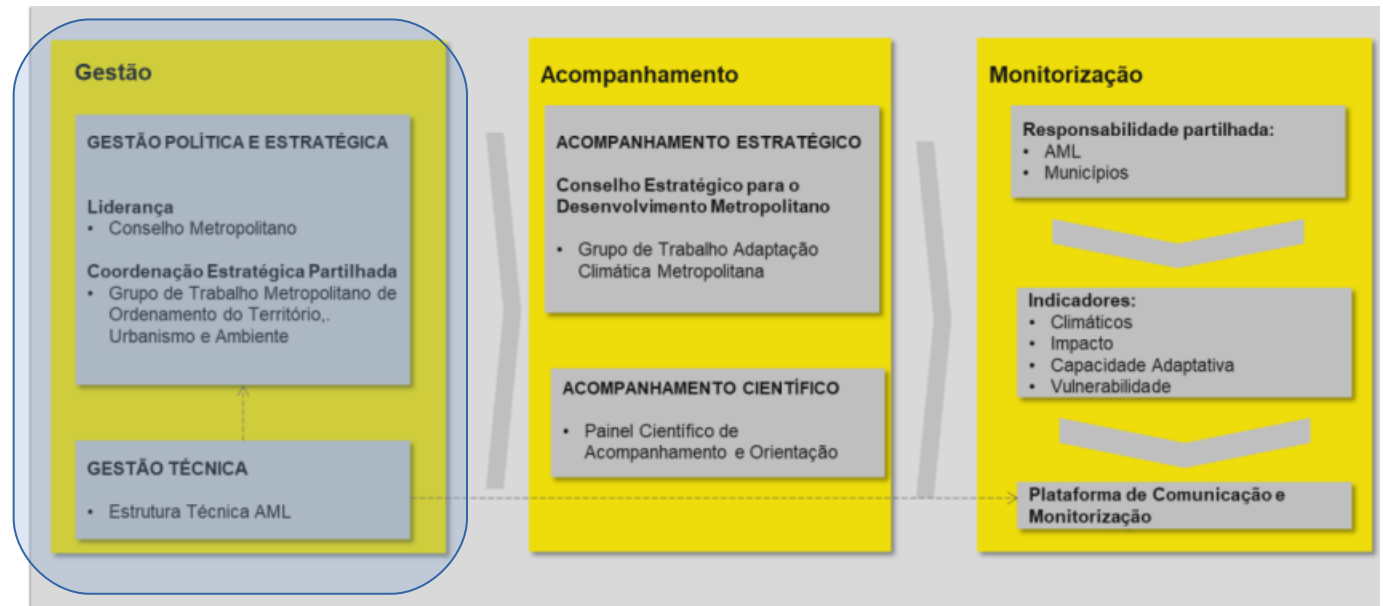 Gestão
GESTÃO POLÍTICA E ESTRATÉGICA
Liderança
• Conselho Metropolitano
Coordenação Estratégica Partilhada
• Grupo de Trabalho Metropolitano de
Ordenamento do Território,.
Urbanismo e Ambiente
GESTÃO TÉCNICA
• Estrutura Técnica AML
Acompanhamento
ACOMPANHAMENTO ESTRATÉGICO
Conselho Estratégico para o
Desenvolvimento Metropolitano
• Grupo de Trabalho Adaptação
Climática Metropolitana
ACOMPANHAMENTO CIENTÍFICO
• Painel Científico de
Acompanhamento e Orientação
Monitorização
Responsabilidade partilhada:
• AML
• Municípios
Indicadores:
• Climáticos
• Impacto
• Capacidade Adaptativa
• Vulnerabilidade
Plataforma de Comunicação e
Monitorização